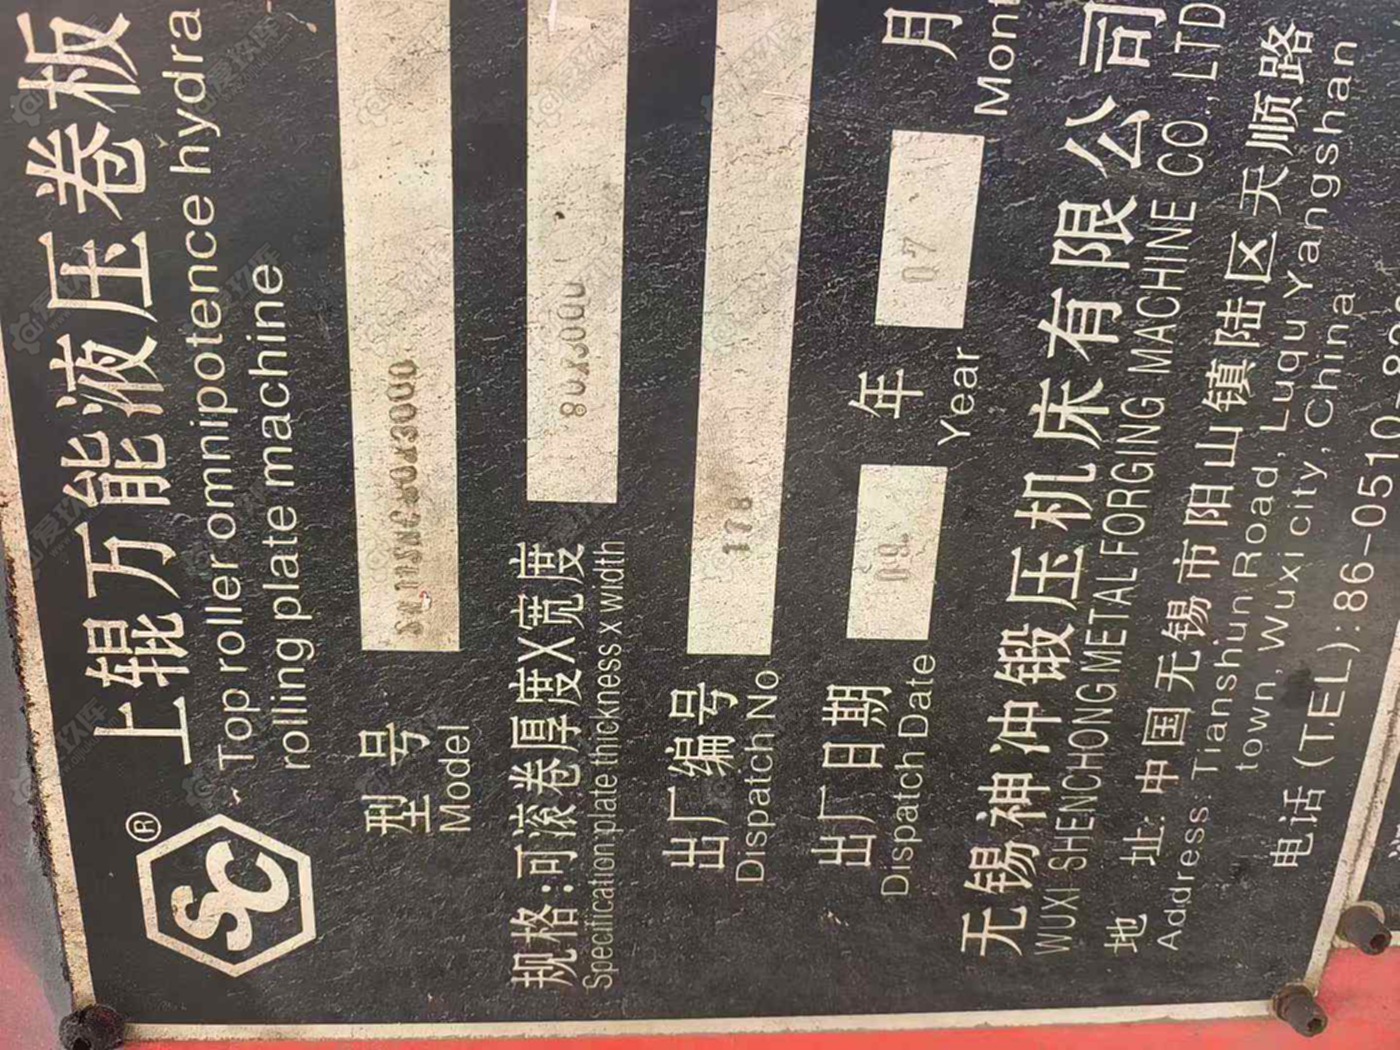 上辊万能液压卷板
Top roller omnipotence hydra
rolling plate machine
®
SC
型号
Model
规格:可滚卷厚度X宽度
Specification plate thickness x width
80X3000
出厂编号
Dispatch No
178
出厂日期
Dispatch Date
09.
年
Year
07
月
Mont
无锡神冲锻压机床有限公司
WUXI SHENCHONG METAL FORGING MACHINE CO.,LTD
地 址:中国无锡市阳山镇陆区天顺路
Address: Tianshun Road, Luqu Yangshan
town, Wuxi city, China
电话(TEL):86-0510-8